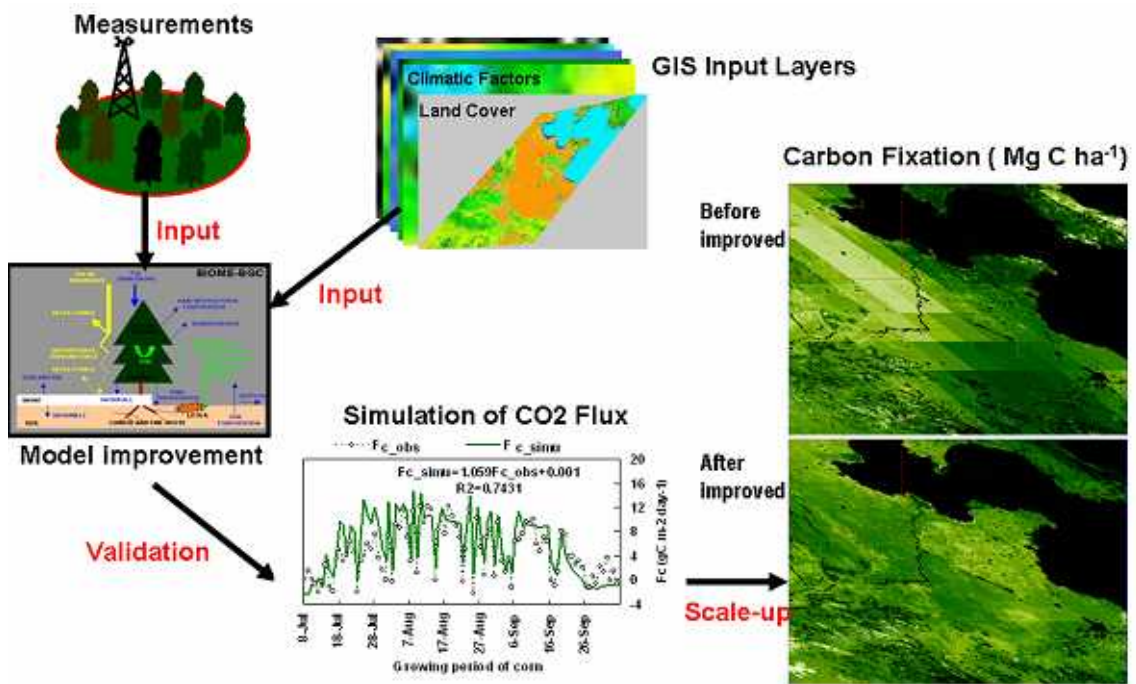 Measurements
GIS Input Layers
Climatic Factors
Land Cover
Input
Input
BIOME-BGC
Model improvement
Validation
Simulation of CO2 Flux
Fc_obs Fc_simu
Fc_simu=1.059Fc_obs+0.001
R2=0.7431
20
16
12
8
4
0
-4
Fc (gC m-2 day-1)
8-Jul
18-Jul
28-Jul
7-Aug
17-Aug
27-Aug
6-Sep
16-Sep
26-Sep
Growing period of corn
Scale-up
Carbon Fixation ( Mg C ha-1)
Before
improved
After
improved